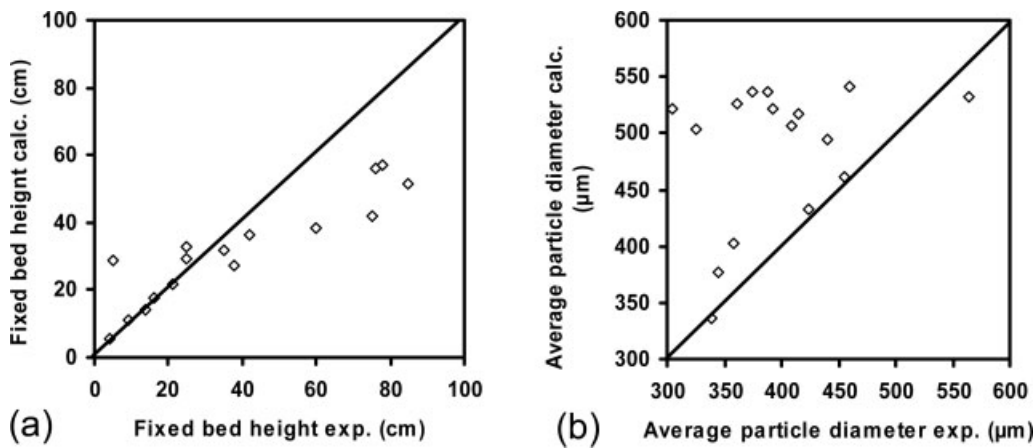 100
80
60
40
20
0
Fixed bed heignt calc. (cm)
0 20 40 60 80 100
(a)
Fixed bed height exp. (cm)
600
550
500
450
400
350
300
Average particle diameter calc.
(µm)
300 350 400 450 500 550 600
(b)
Average particle diameter exp. (µm)